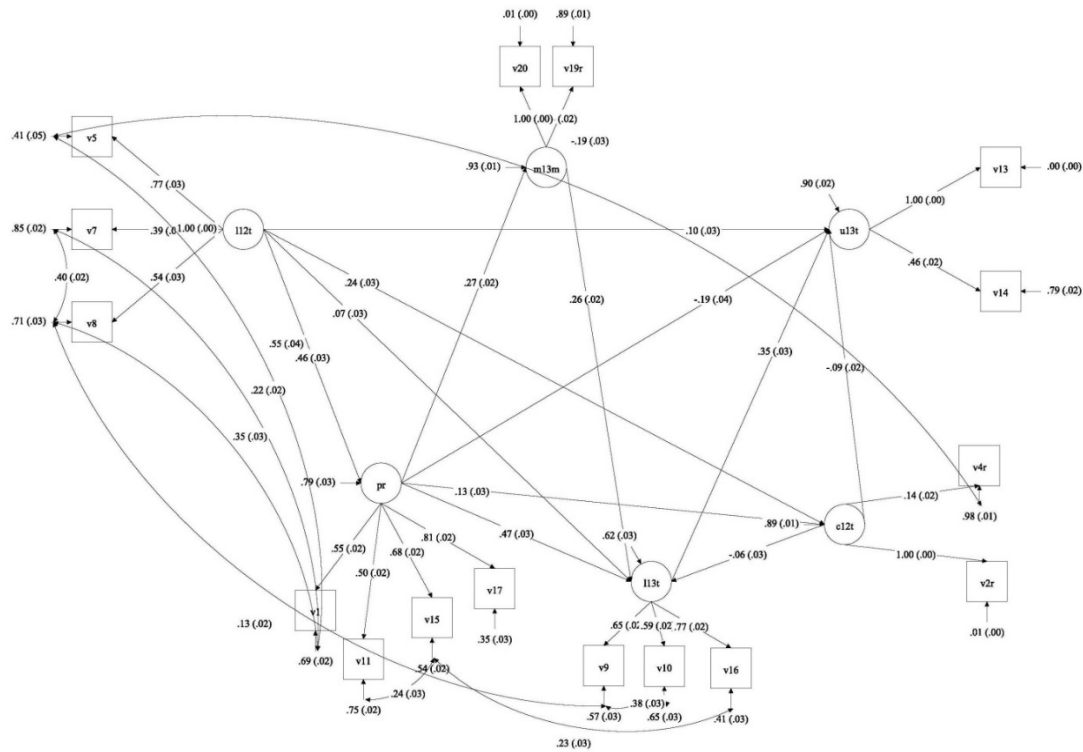 .01 (.00) .89 (.01)
v20 v19r
1.00 (.00) (.02)
-.19 (.03)
.41 (.05) v5
.93 (.01) m13m
v13 .00 (.00)
.77 (.03)
.90 (.02)
1.00 (.00)
.85 (.02) v7 .39 1.00 (.00) l12t
.10 (.03) u13t
.46 (.02)
.40 (.02)
.54 (.03) .24 (.03) .27 (.02)
.26 (.02) -.19 (.04)
v14 .79 (.02)
.71 (.03) v8
.07 (.03)
.55 (.04)
.46 (.03)
.35 (.03)
-.09 (.02)
.22 (.02)
.35 (.03)
v4r
.79 (.03) pr .13 (.03)
.14 (.02)
.98 (.01)
.89 (.01) c12t
.81 (.02) .47 (.03) .62 (.03)
.55 (.02) .68 (.02)
-.06 (.03) 1.00 (.00)
.50 (.02)
l13t
v2r
v17
v1
v15
.13 (.02)
.65 .59 (.02 .77 (.02)
.35 (.03)
.01 (.00)
.69 (.02) v11 .54 (.02)
v9 v10 v16
.24 (.03)
.38 (.03)
.75 (.02)
.57 (.03) .65 (.03) .41 (.03)
.23 (.03)